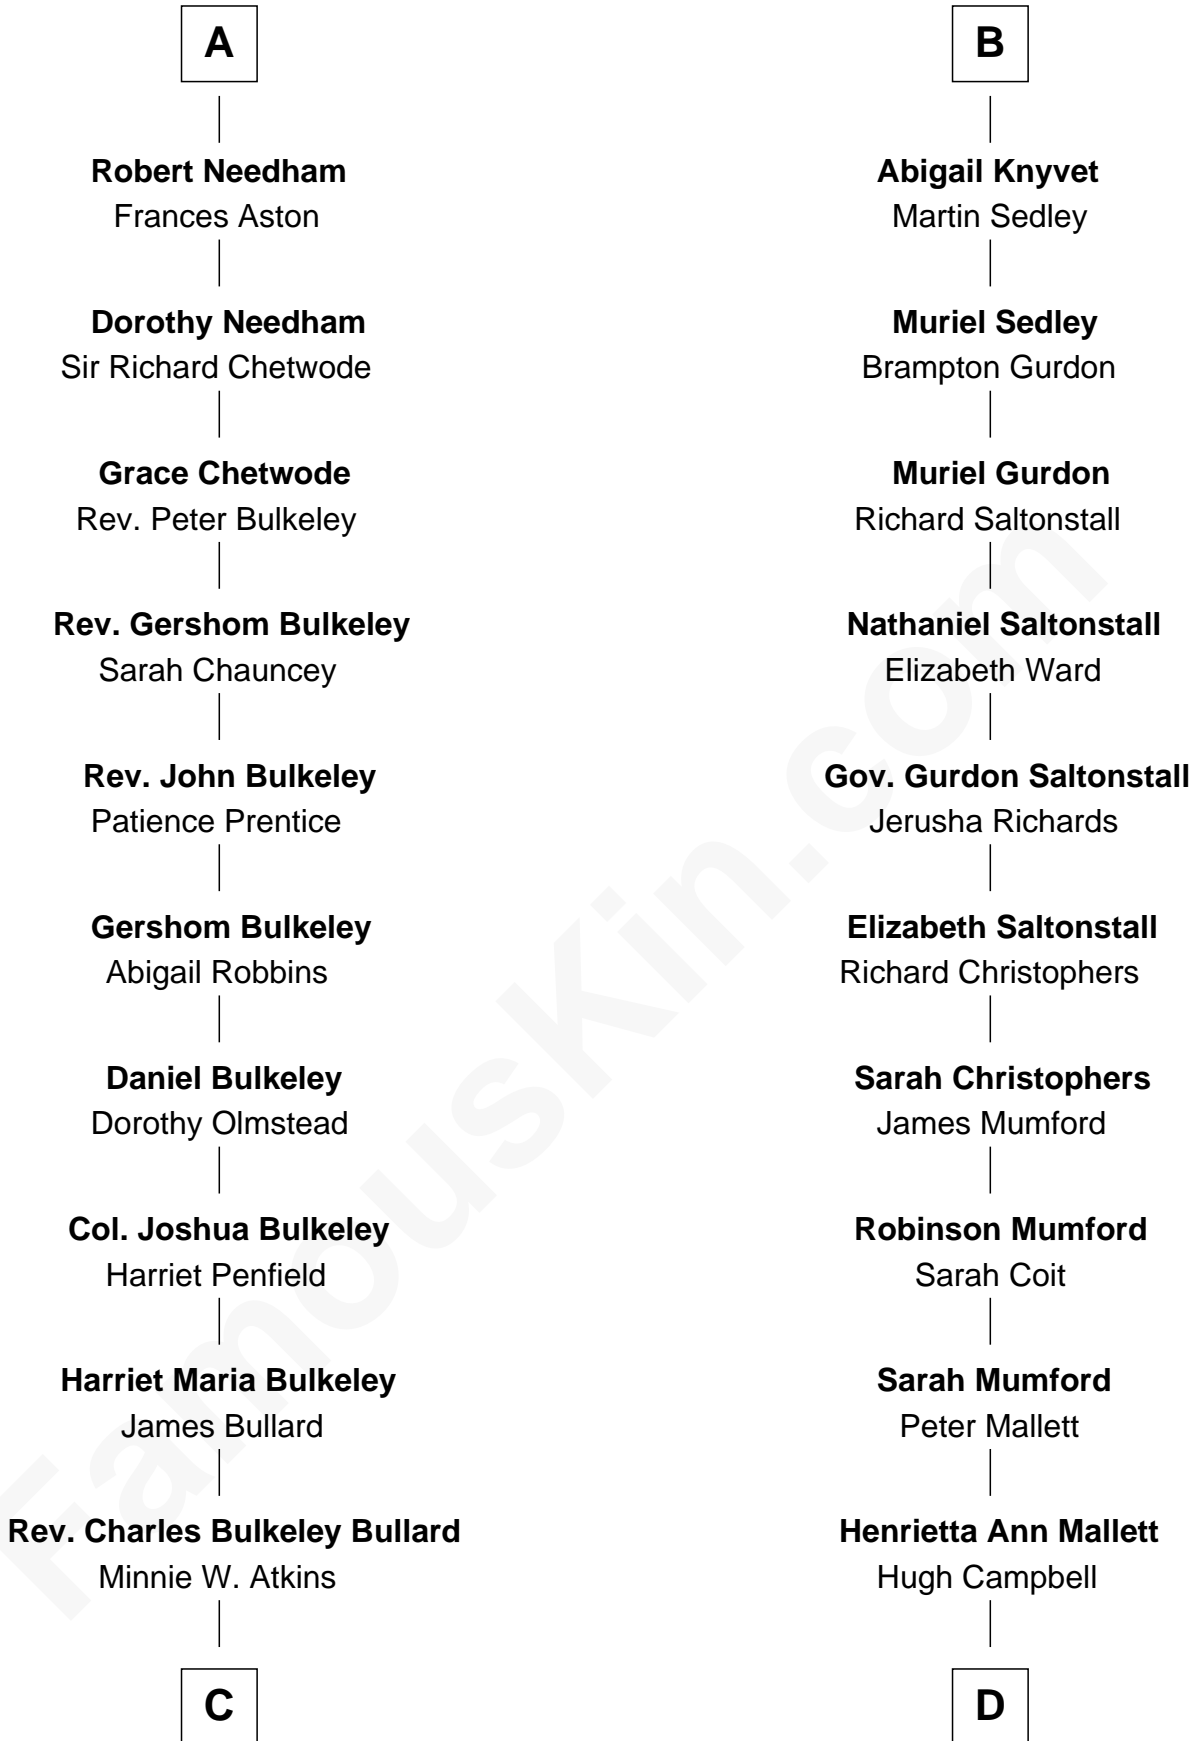 A
Robert Needham
Frances Aston
Dorothy Needham
Sir Richard Chetwode
Grace Chetwode
Rev. Peter Bulkeley
Rev. Gershom Bulkeley
Sarah Chauncey
Rev. John Bulkeley
Patience Prentice
Gershom Bulkeley
Abigail Robbins
Daniel Bulkeley
Dorothy Olmstead
Col. Joshua Bulkeley
Harriet Penfield
Harriet Maria Bulkeley
James Bullard
Rev. Charles Bulkeley Bullard
Minnie W. Atkins
C
B
Abigail Knyvet
Martin Sedley
Muriel Sedley
Brampton Gurdon
Muriel Gurdon
Richard Saltonstall
Nathaniel Saltonstall
Elizabeth Ward
Gov. Gurdon Saltonstall
Jerusha Richards
Elizabeth Saltonstall
Richard Christophers
Sarah Christophers
James Mumford
Robinson Mumford
Sarah Coit
Sarah Mumford
Peter Mallett
Henrietta Ann Mallett
Hugh Campbell
D
FamousKin.com